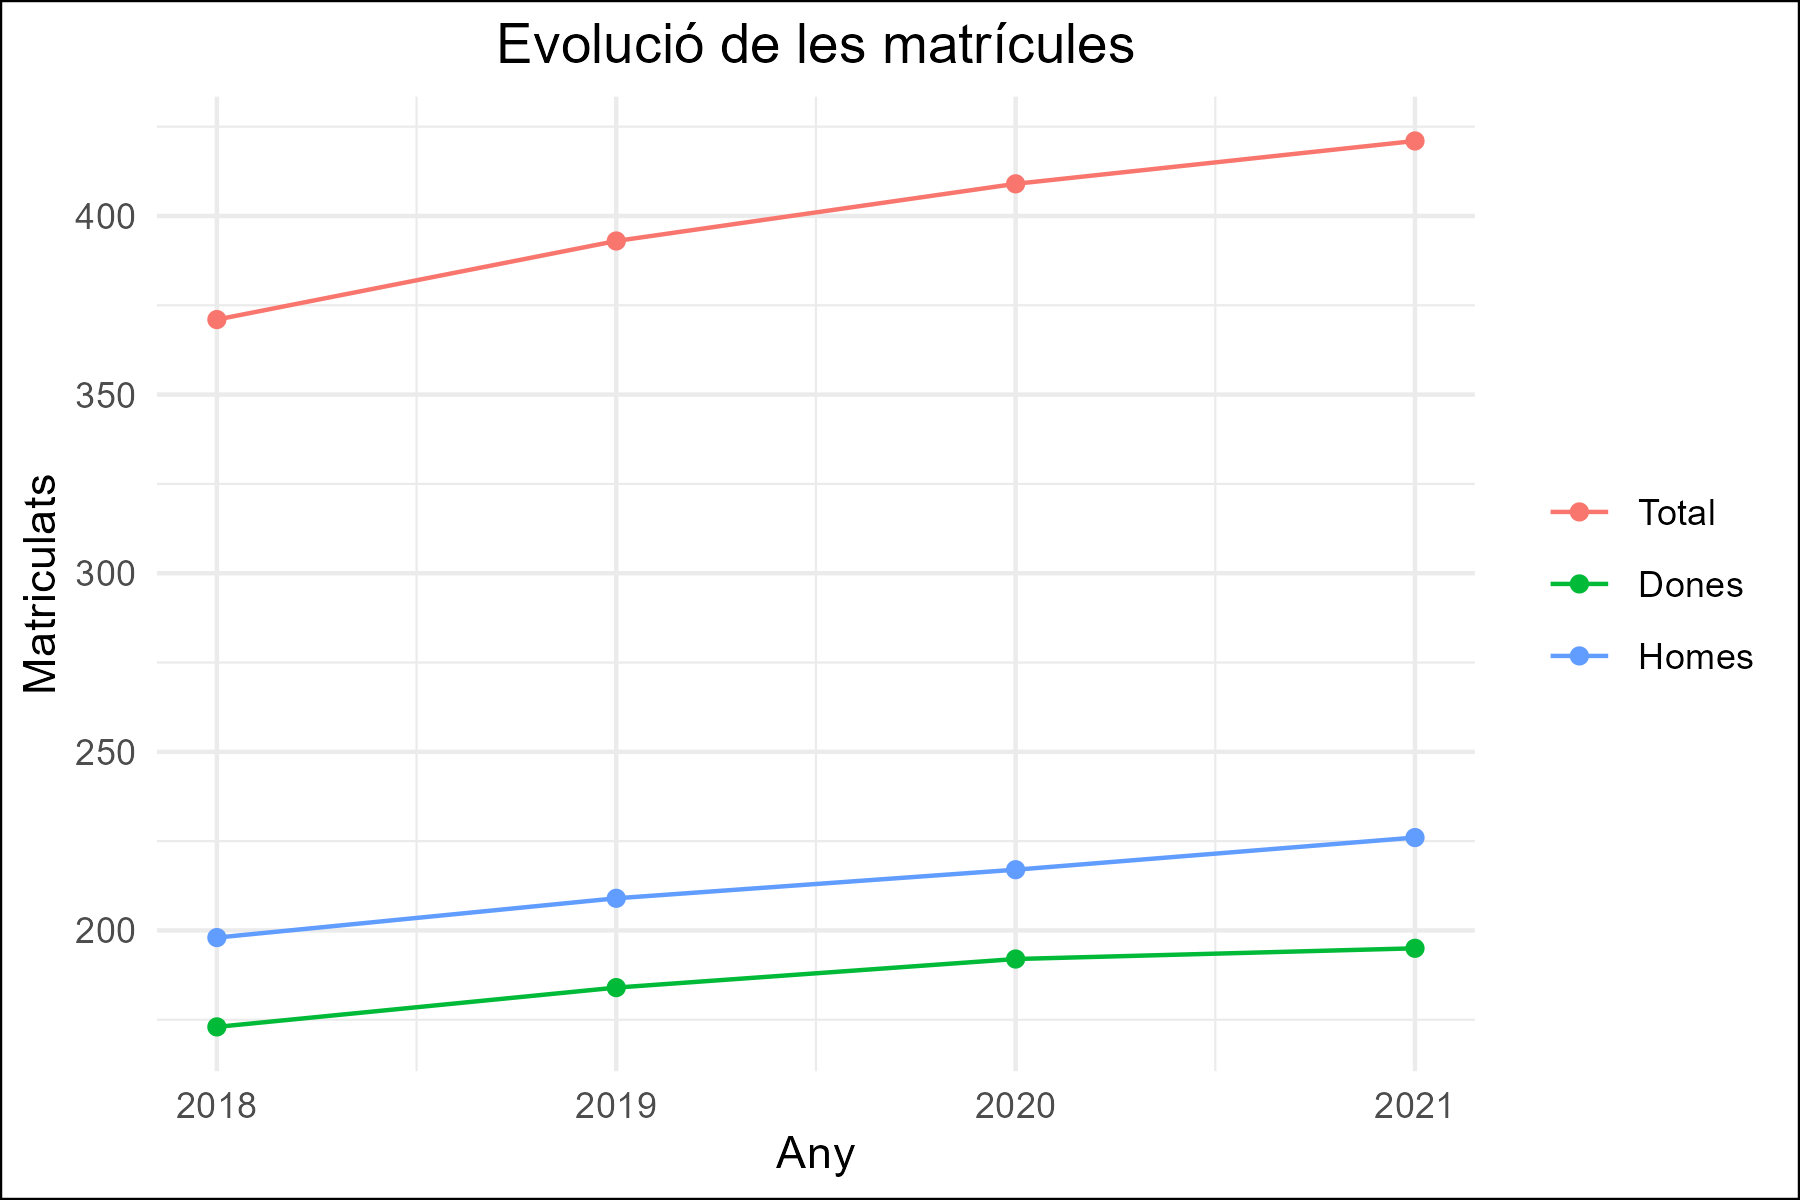 Evolució de les matrícules
Matriculats
400
350
300
250
200
2018 2019 2020 2021
Any
Total
Dones
Homes